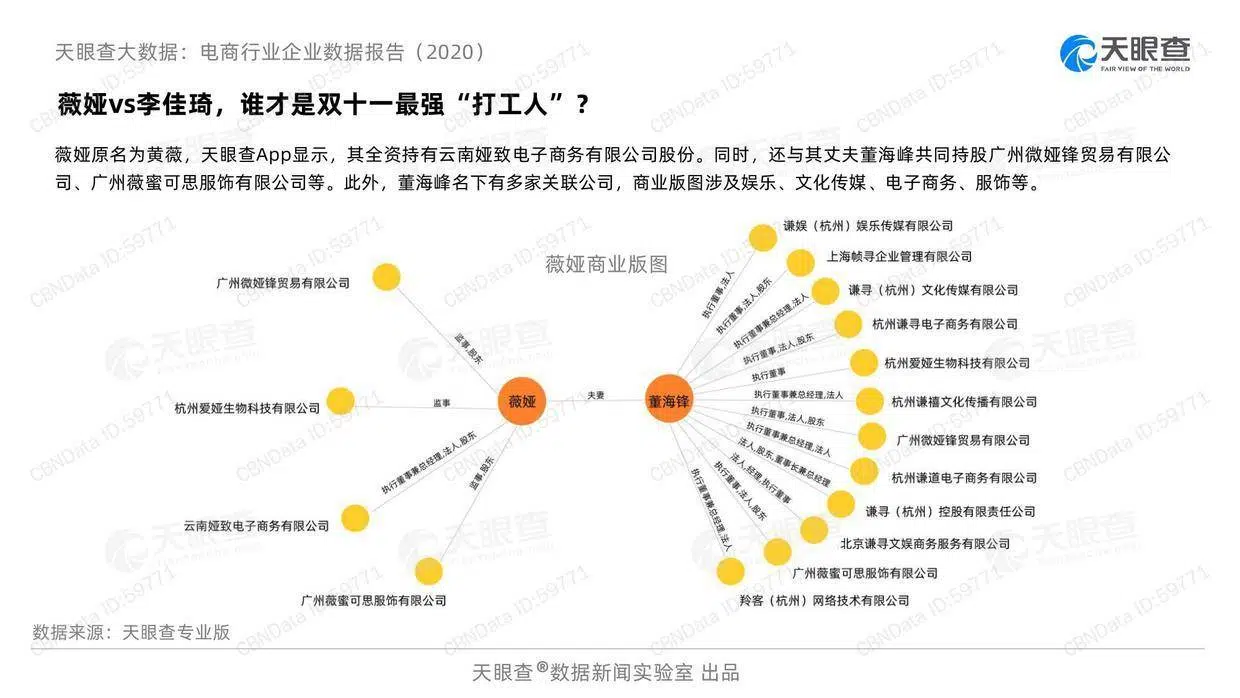 天眼查大数据：电商行业企业数据报告（2020）
天眼查
FAIR VIEW OF THE WORLD
薇娅vs李佳琦，谁才是双十一最强“打工人”？
薇娅原名为黄薇，天眼查App显示，其全资持有云南娅致电子商务有限公司股份。同时，还与其丈夫董海峰共同持股广州微娅锋贸易有限公
司、广州薇蜜可思服饰有限公司等。此外，董海峰名下有多家关联公司，商业版图涉及娱乐、文化传媒、电子商务、服饰等。
薇娅商业版图
广州微娅锋贸易有限公司
监事,股东
杭州爱娅生物科技有限公司
监事
云南娅致电子商务有限公司
执行董事兼总经理,法人,股东
广州薇蜜可思服饰有限公司
监事,股东
薇娅
夫妻
董海锋
谦娱（杭州）娱乐传媒有限公司
执行董事,法人
上海帧寻企业管理有限公司
执行董事,法人,股东
谦寻（杭州）文化传媒有限公司
执行董事兼总经理,法人
杭州谦寻电子商务有限公司
执行董事,法人,股东
杭州爱娅生物科技有限公司
执行董事
杭州谦禧文化传播有限公司
执行董事兼总经理,法人
广州微娅锋贸易有限公司
执行董事,法人,股东
杭州谦道电子商务有限公司
执行董事兼总经理,法人
谦寻（杭州）控股有限责任公司
法人,股东,董事长兼总经理
北京谦寻文娱商务服务有限公司
法人,经理,执行董事
广州薇蜜可思服饰有限公司
执行董事,法人,股东
羚客（杭州）网络技术有限公司
执行董事兼总经理,法人
数据来源：天眼查专业版
天眼查®数据新闻实验室 出品
CBNData ID:59771